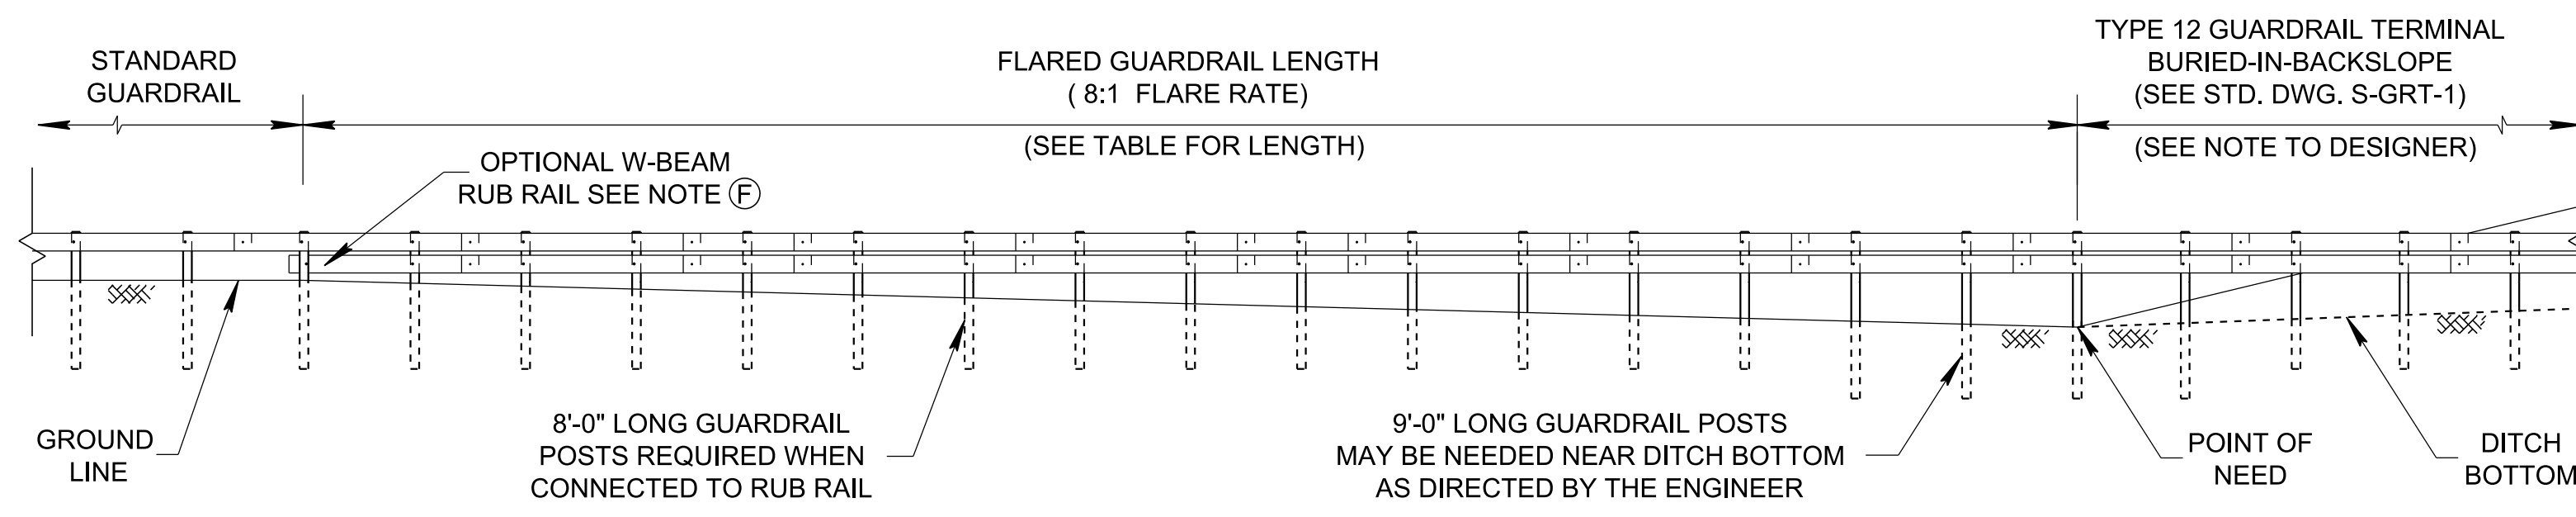 STANDARD
GUARDRAIL
FLARED GUARDRAIL LENGTH
( 8:1 FLARE RATE)
(SEE TABLE FOR LENGTH)
TYPE 12 GUARDRAIL TERMINAL
BURIED-IN-BACKSLOPE
(SEE STD. DWG. S-GRT-1)
(SEE NOTE TO DESIGNER)
OPTIONAL W-BEAM
RUB RAIL SEE NOTE F
GROUND
LINE
8'-0" LONG GUARDRAIL
POSTS REQUIRED WHEN
CONNECTED TO RUB RAIL
9'-0" LONG GUARDRAIL POSTS
MAY BE NEEDED NEAR DITCH BOTTOM
AS DIRECTED BY THE ENGINEER
POINT OF
NEED
DITCH
BOTTOM